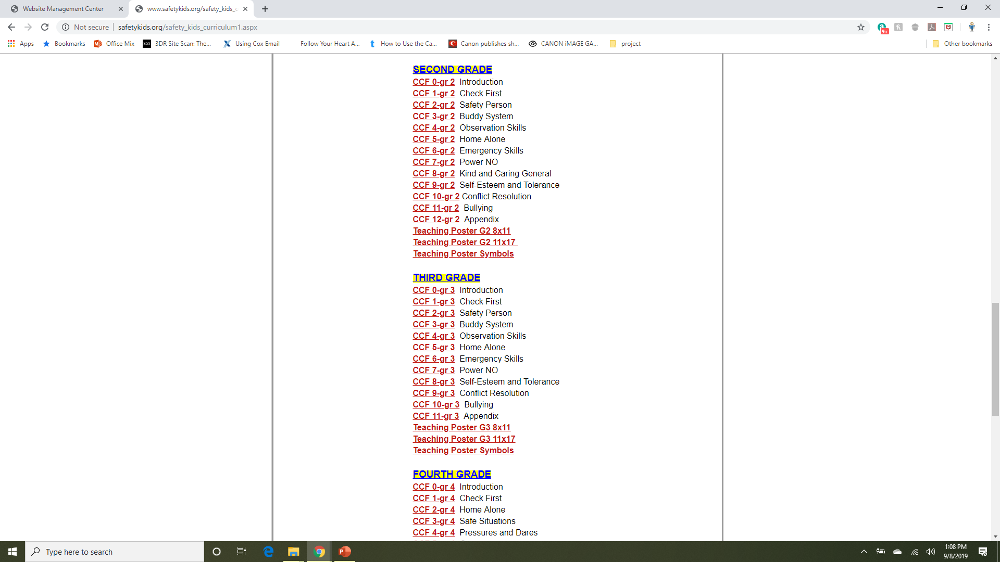 Website Management Center
www.safetykids.org/safety_kids_c
Not secure
safetykids.org/safety_kids_curriculum1.aspx
9+
Apps
Bookmarks
Office Mix
3DR Site Scan: The...
Using Cox Email
Follow Your Heart A...
How to Use the Ca...
Canon publishes sh...
CANON iMAGE GA...
project
Other bookmarks
SECOND GRADE
CCF 0-gr 2 Introduction
CCF 1-gr 2 Check First
CCF 2-gr 2 Safety Person
CCF 3-gr 2 Buddy System
CCF 4-gr 2 Observation Skills
CCF 5-gr 2 Home Alone
CCF 6-gr 2 Emergency Skills
CCF 7-gr 2 Power NO
CCF 8-gr 2 Kind and Caring General
CCF 9-gr 2 Self-Esteem and Tolerance
CCF 10-gr 2 Conflict Resolution
CCF 11-gr 2 Bullying
CCF 12-gr 2 Appendix
Teaching Poster G2 8x11
Teaching Poster G2 11x17
Teaching Poster Symbols
THIRD GRADE
CCF 0-gr 3 Introduction
CCF 1-gr 3 Check First
CCF 2-gr 3 Safety Person
CCF 3-gr 3 Buddy System
CCF 4-gr 3 Observation Skills
CCF 5-gr 3 Home Alone
CCF 6-gr 3 Emergency Skills
CCF 7-gr 3 Power NO
CCF 8-gr 3 Self-Esteem and Tolerance
CCF 9-gr 3 Conflict Resolution
CCF 10-gr 3 Bullying
CCF 11-gr 3 Appendix
Teaching Poster G3 8x11
Teaching Poster G3 11x17
Teaching Poster Symbols
FOURTH GRADE
CCF 0-gr 4 Introduction
CCF 1-gr 4 Check First
CCF 2-gr 4 Home Alone
CCF 3-gr 4 Safe Situations
CCF 4-gr 4 Pressures and Dares
Type here to search
1:08 PM
9/8/2019